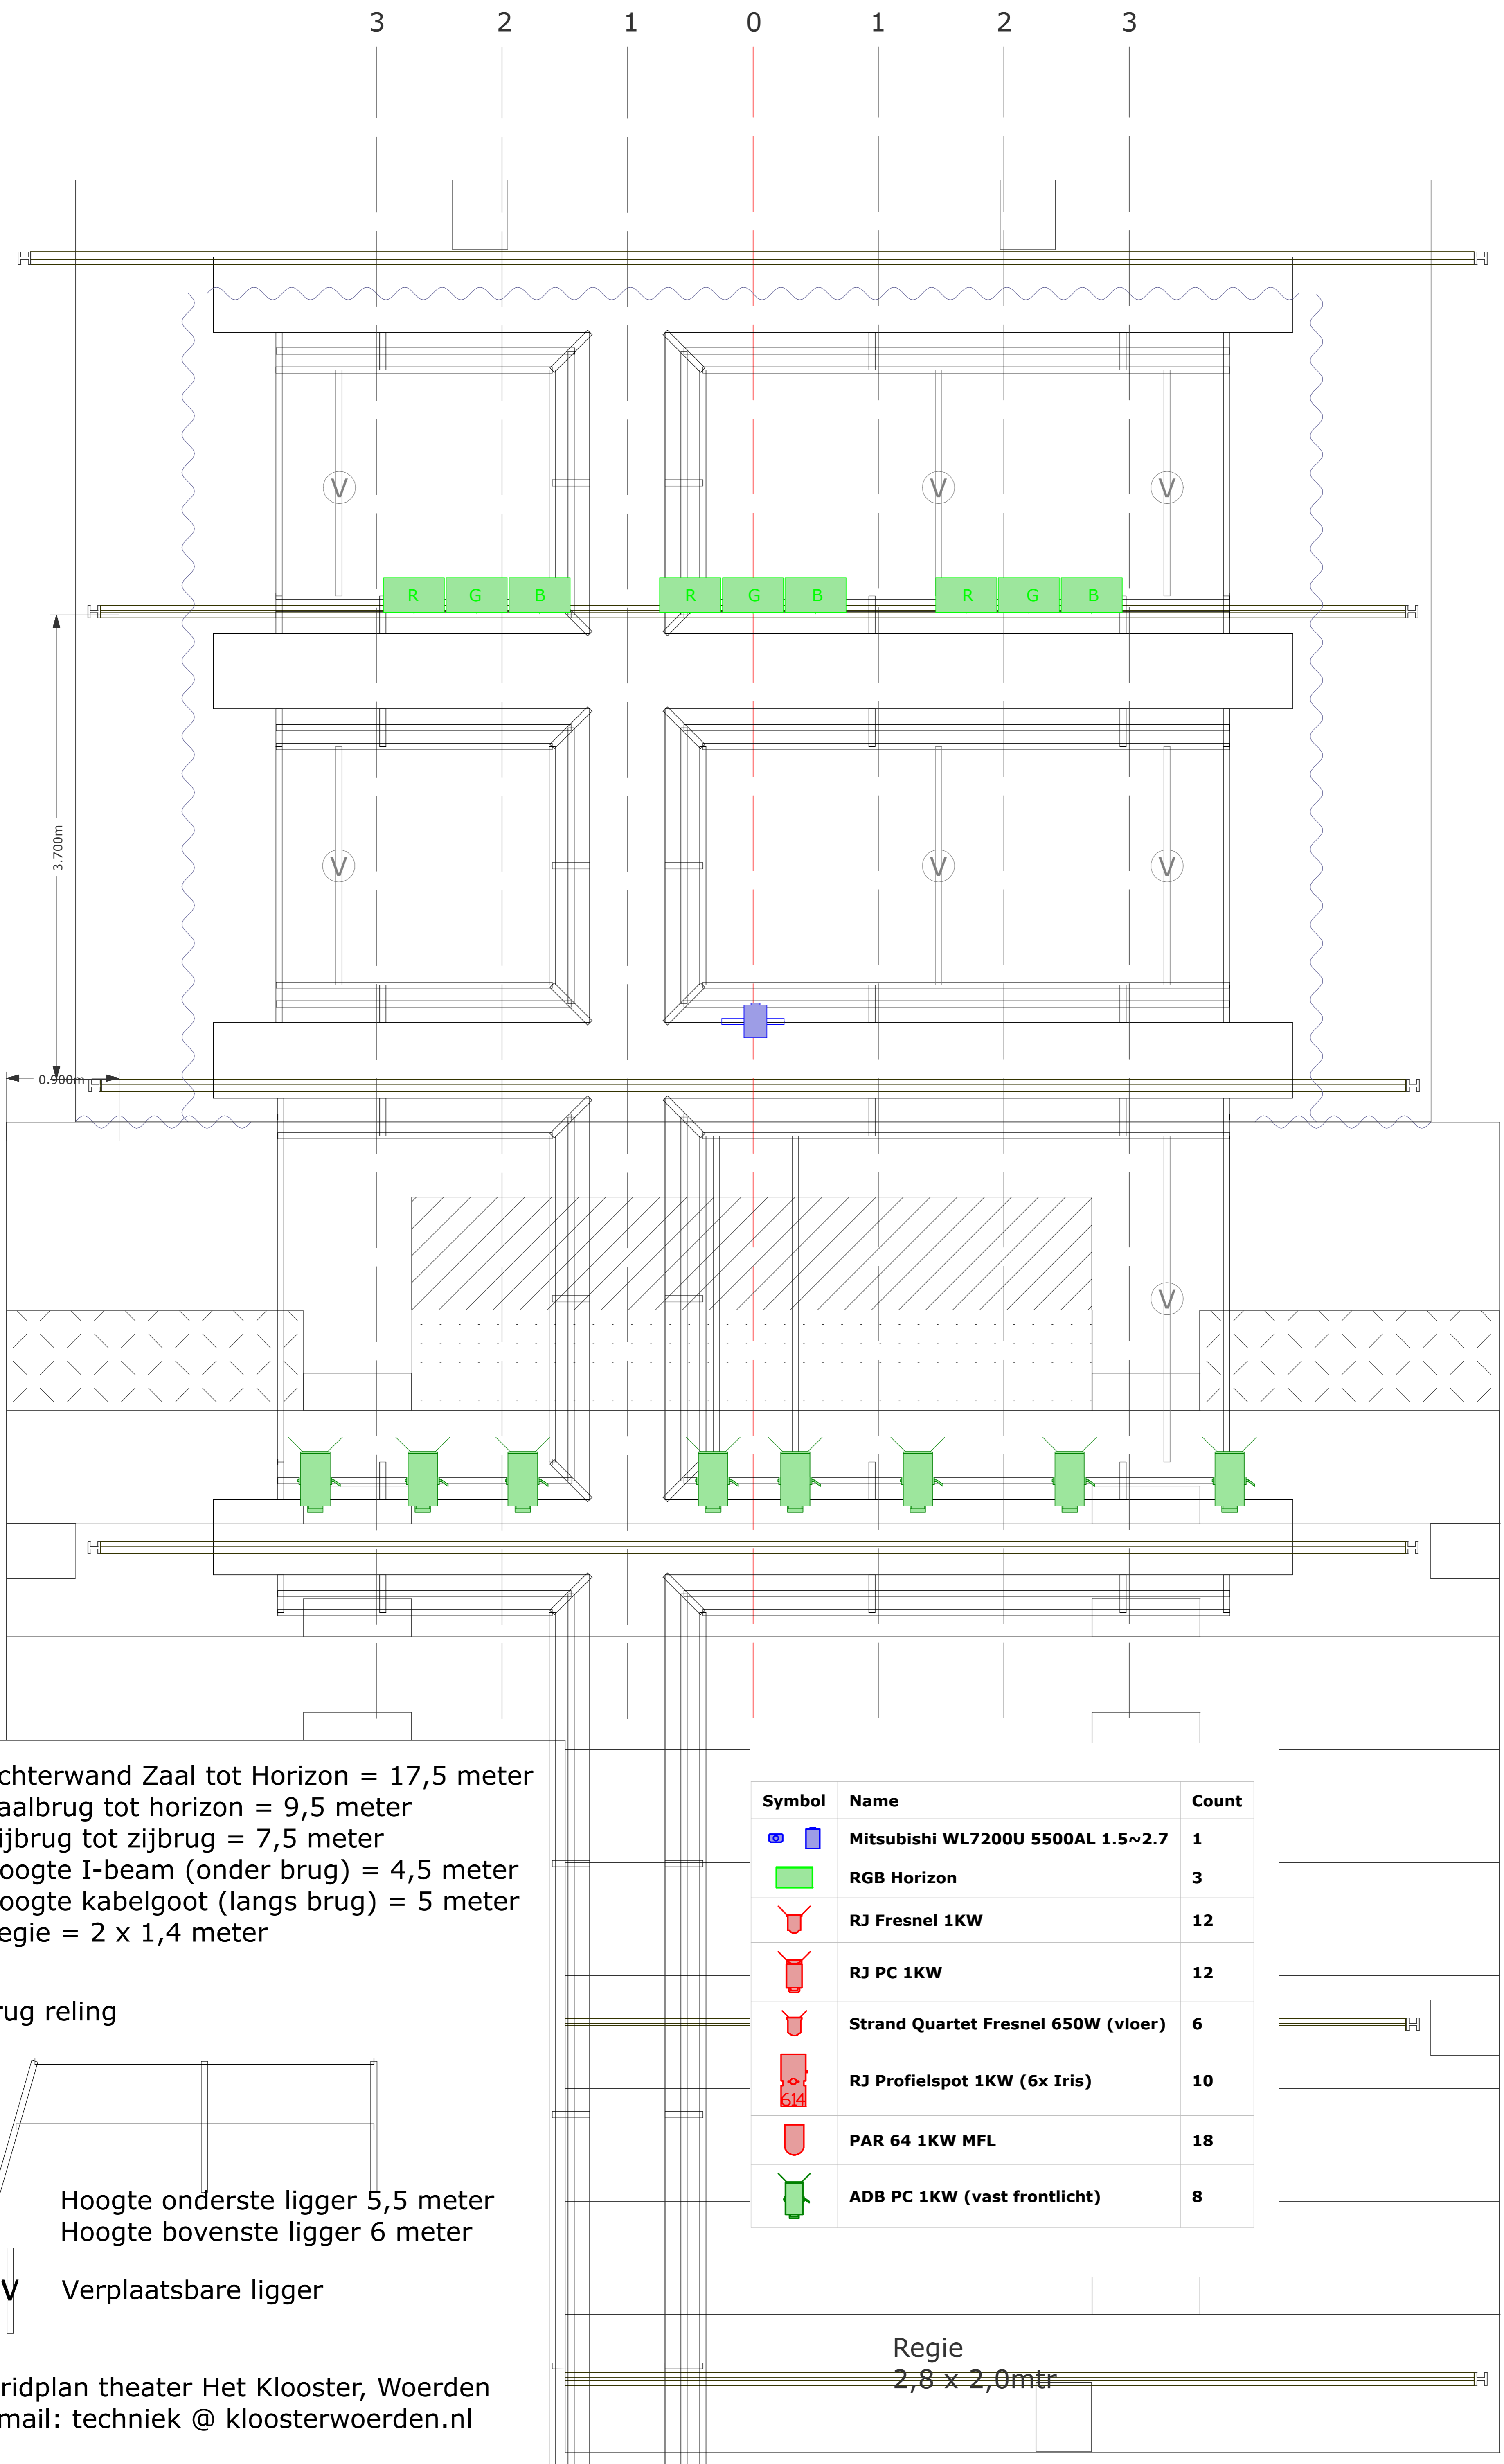 3 2 1 0 1 2 3
V V V
R G B R G B R G B
3.700m
V V V
0.900m
V
chterwand Zaal tot Horizon = 17,5 meter
aalbrug tot horizon = 9,5 meter
ijbrug tot zijbrug = 7,5 meter
oogte I-beam (onder brug) = 4,5 meter
oogte kabelgoot (langs brug) = 5 meter
egie = 2 x 1,4 meter
rug reling
Hoogte onderste ligger 5,5 meter
Hoogte bovenste ligger 6 meter
V Verplaatsbare ligger
ridplan theater Het Klooster, Woerden
mail: techniek @ kloosterwoerden.nl
Symbol Name Count
Mitsubishi WL7200U 5500AL 1.5~2.7 1
RGB Horizon 3
RJ Fresnel 1KW 12
RJ PC 1KW 12
Strand Quartet Fresnel 650W (vloer) 6
614 RJ Profielspot 1KW (6x Iris) 10
PAR 64 1KW MFL 18
ADB PC 1KW (vast frontlicht) 8
Regie
2,8 x 2,0mtr